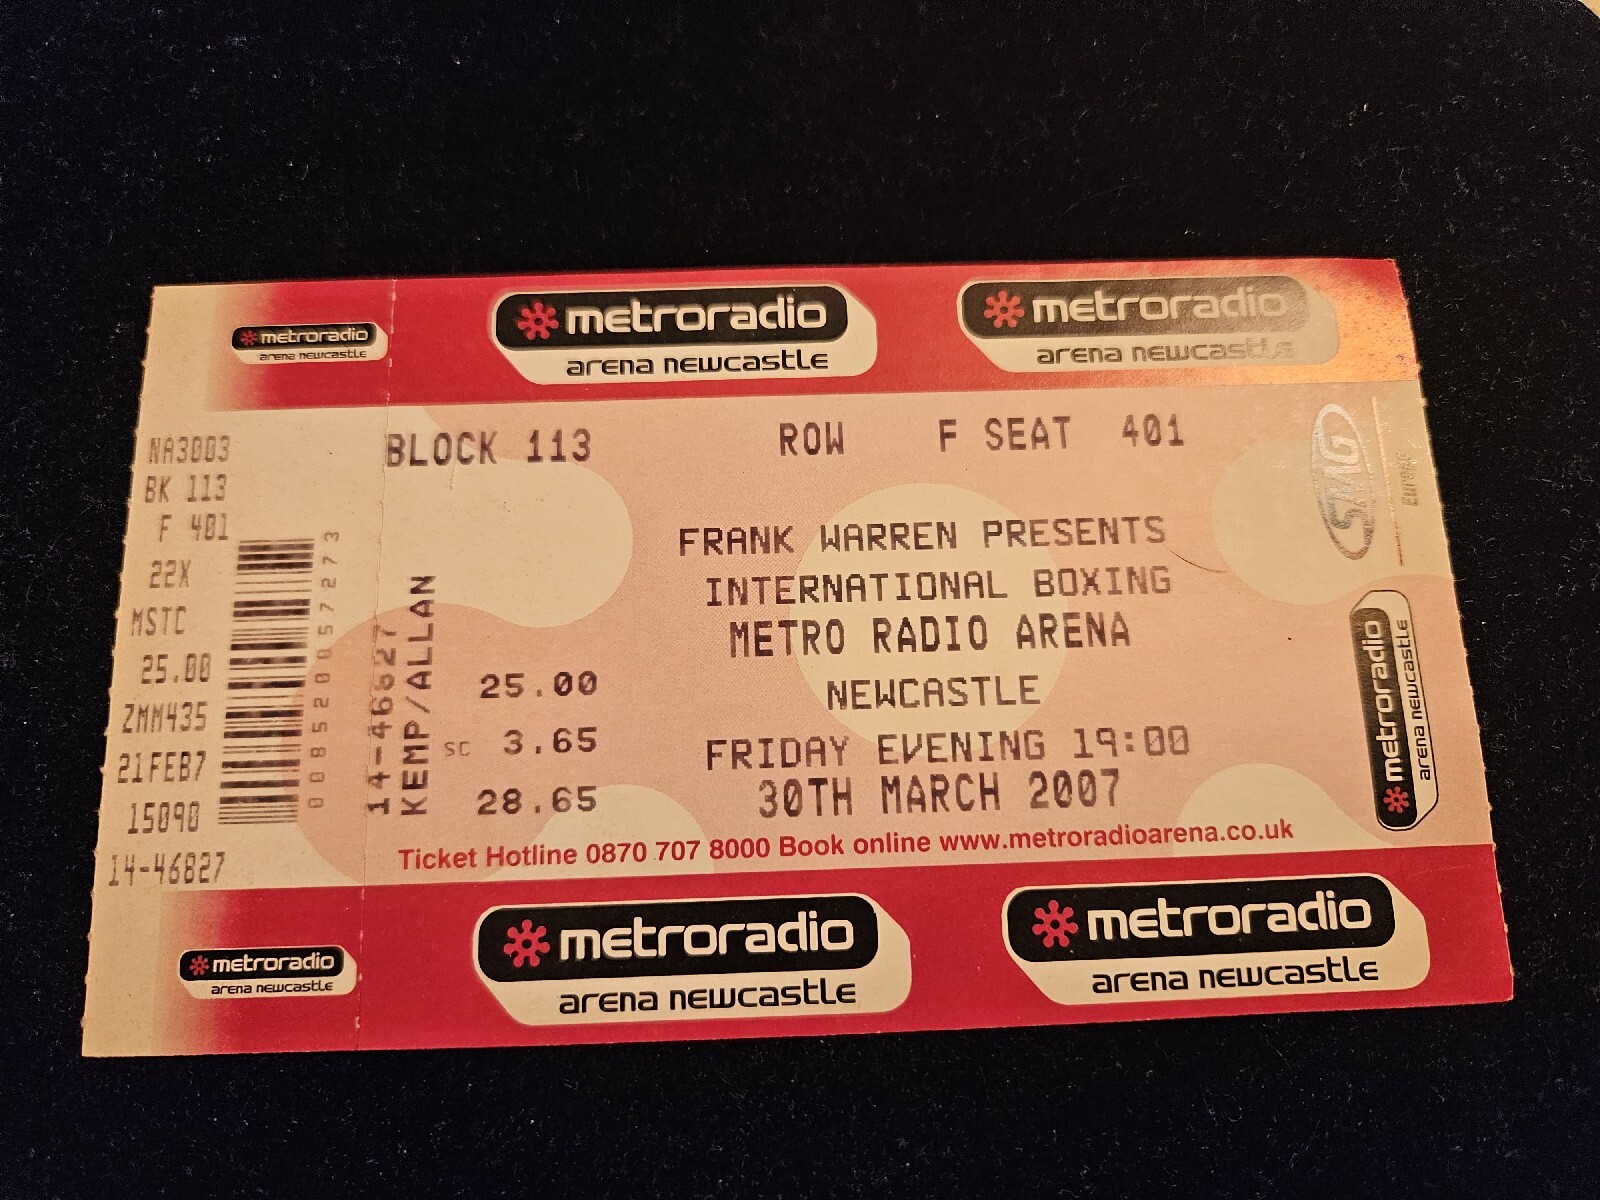 metroradio
arena newcastle
metroradio
arena newcastle
metroradio
arena newcastle
NA3003
BK 113
F 401
22X
MSTC
25.00
ZMM435
21FEB7
15090
14-46827
0085200057273
14-46827
KEMP/ALLAN
BLOCK 113 ROW F SEAT 401
FRANK WARREN PRESENTS
INTERNATIONAL BOXING
METRO RADIO ARENA
NEWCASTLE
FRIDAY EVENING 19:00
30TH MARCH 2007
25.00
SC 3.65
28.65
Ticket Hotline 0870 707 8000 Book online www.metroradioarena.co.uk
SMG
Europe
metroradio
arena newcastle
metroradio
arena newcastle
metroradio
arena newcastle
metroradio
arena newcastle